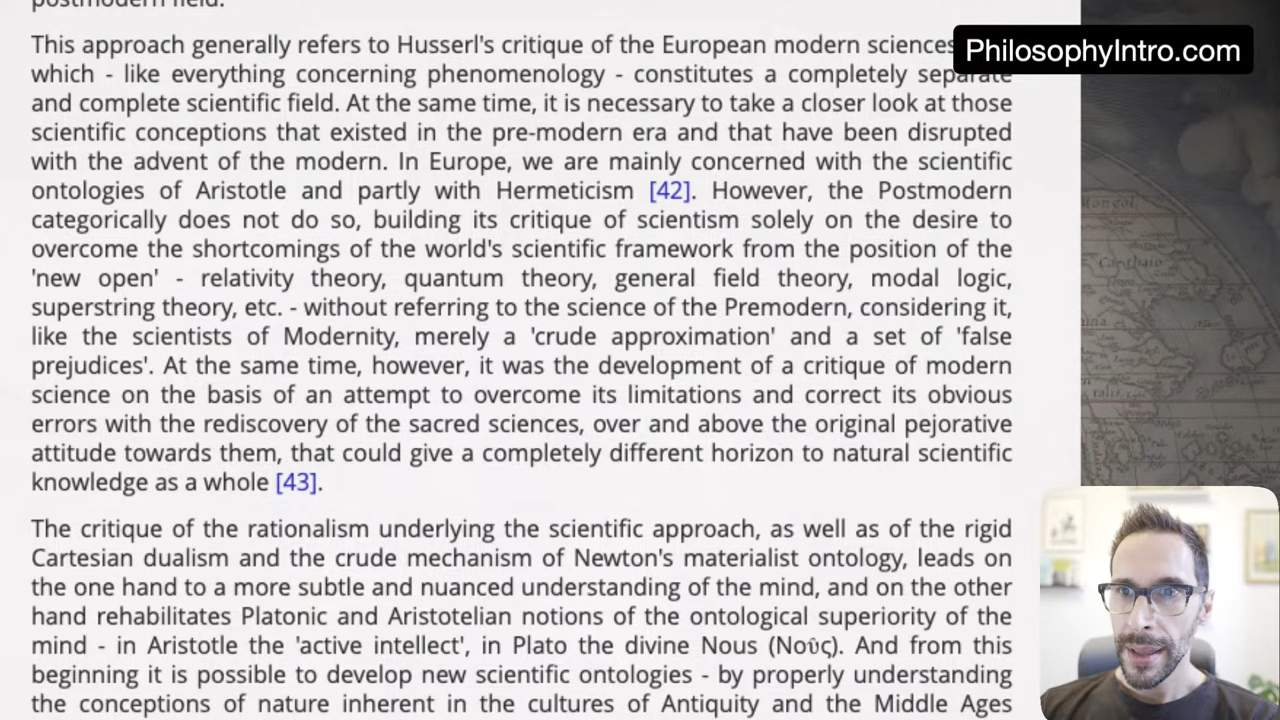 postmodern field.
PhilosophyIntro.com
This approach generally refers to Husserl's critique of the European modern sciences
which - like everything concerning phenomenology - constitutes a completely separate
and complete scientific field. At the same time, it is necessary to take a closer look at those
scientific conceptions that existed in the pre-modern era and that have been disrupted
with the advent of the modern. In Europe, we are mainly concerned with the scientific
ontologies of Aristotle and partly with Hermeticism [42]. However, the Postmodern
categorically does not do so, building its critique of scientism solely on the desire to
overcome the shortcomings of the world's scientific framework from the position of the
'new open' - relativity theory, quantum theory, general field theory, modal logic,
superstring theory, etc. - without referring to the science of the Premodern, considering it,
like the scientists of Modernity, merely a 'crude approximation' and a set of 'false
prejudices'. At the same time, however, it was the development of a critique of modern
science on the basis of an attempt to overcome its limitations and correct its obvious
errors with the rediscovery of the sacred sciences, over and above the original pejorative
attitude towards them, that could give a completely different horizon to natural scientific
knowledge as a whole [43].
The critique of the rationalism underlying the scientific approach, as well as of the rigid
Cartesian dualism and the crude mechanism of Newton's materialist ontology, leads on
the one hand to a more subtle and nuanced understanding of the mind, and on the other
hand rehabilitates Platonic and Aristotelian notions of the ontological superiority of the
mind - in Aristotle the 'active intellect', in Plato the divine Nous (Νοῦς). And from this
beginning it is possible to develop new scientific ontologies - by properly understanding
the conceptions of nature inherent in the cultures of Antiquity and the Middle Ages